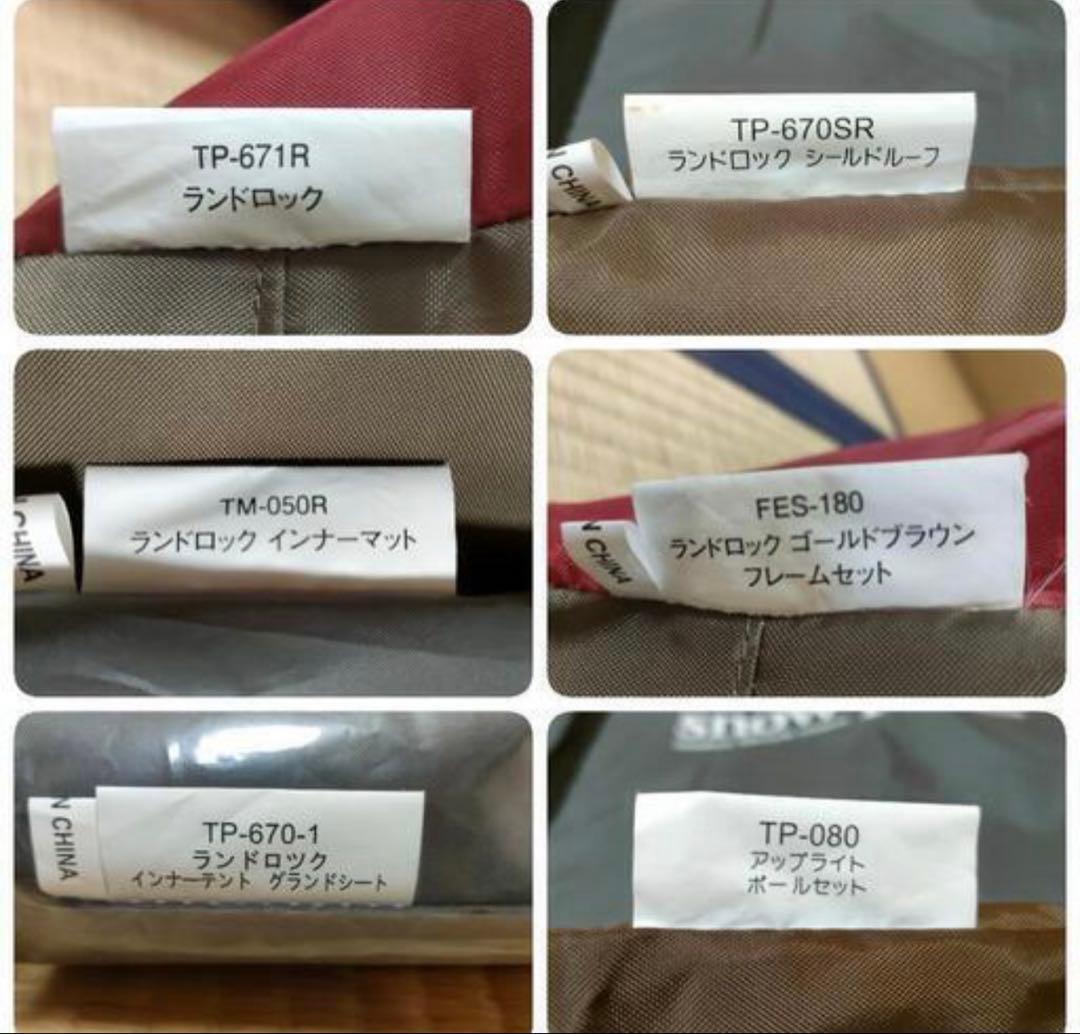 TP-671R
ランドロック
N CHINA
TP-670SR
ランドロック シールドルーフ
N CHINA
TM-050R
ランドロック インナーマット
N CHINA
FES-180
ランドロック ゴールドブラウン
フレームセット
N CHINA
TP-670-1
ランドロック
インナーテント グランドシート
snow
TP-080
アップライト
ポールセット